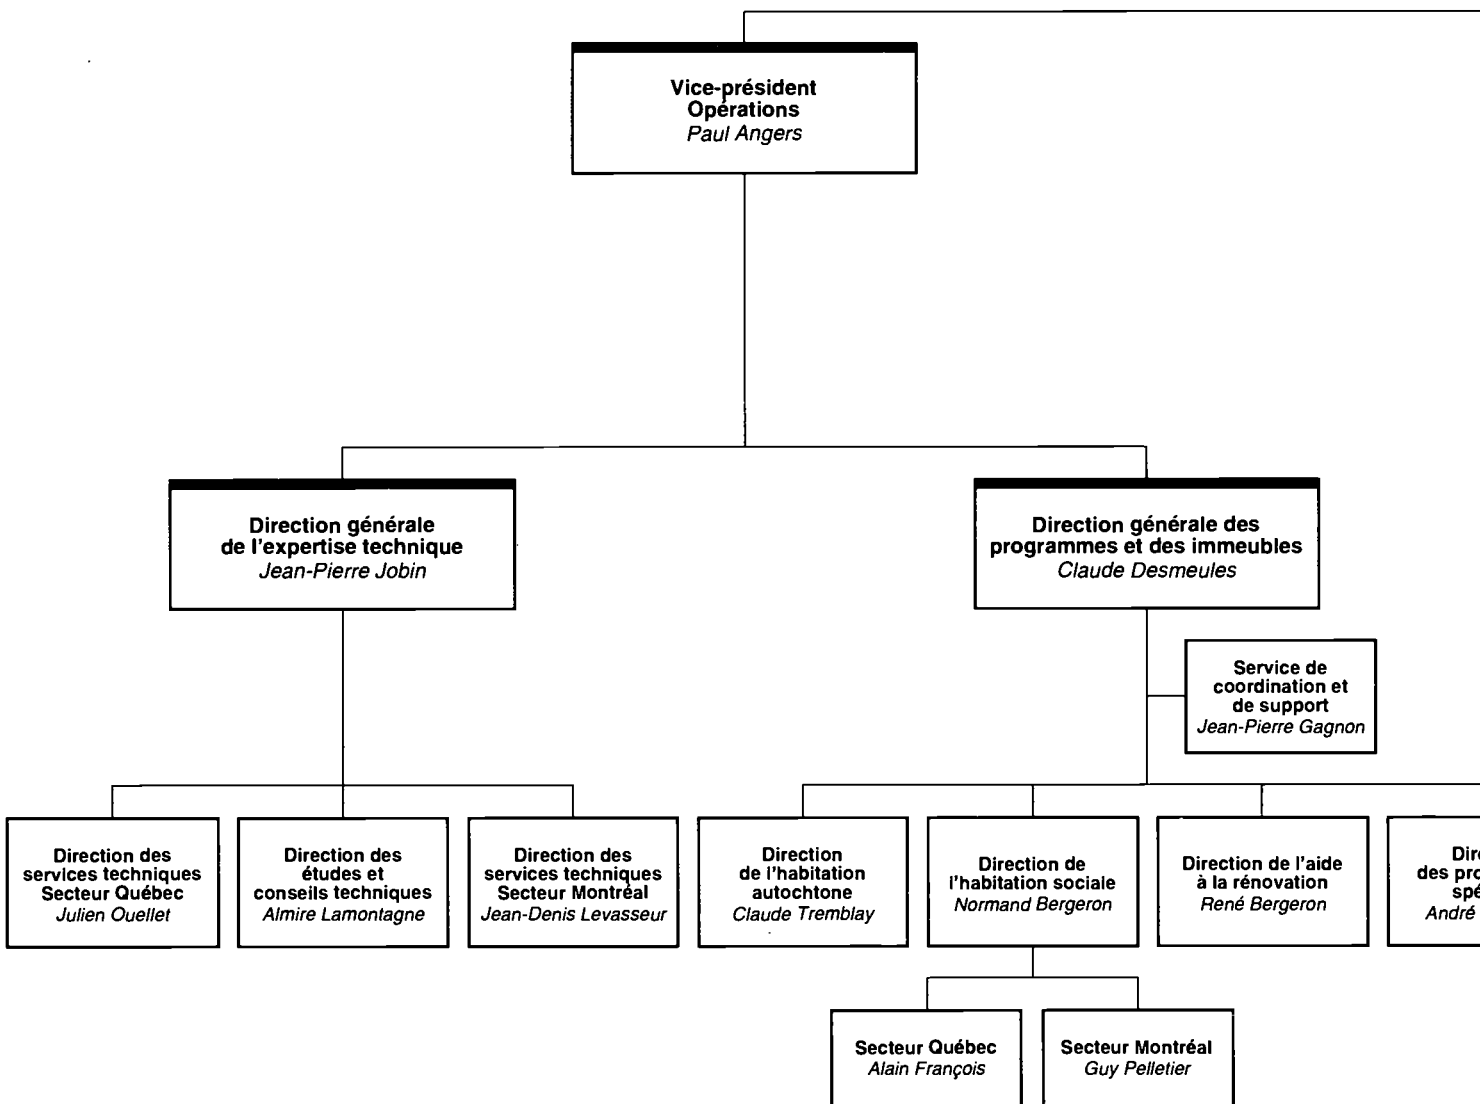 Vice-président
Opérations
Paul Angers
Direction générale
de l'expertise technique
Jean-Pierre Jobin
Direction générale des
programmes et des immeubles
Claude Desmeules
Service de
coordination et
de support
Jean-Pierre Gagnon
Direction des
services techniques
Secteur Québec
Julien Ouellet
Direction des
études et
conseils techniques
Almire Lamontagne
Direction des
services techniques
Secteur Montréal
Jean-Denis Levasseur
Direction
de l'habitation
autochtone
Claude Tremblay
Direction de
l'habitation sociale
Normand Bergeron
Direction de l'aide
à la rénovation
René Bergeron
des
André
Secteur Québec
Alain François
Secteur Montréal
Guy Pelletier